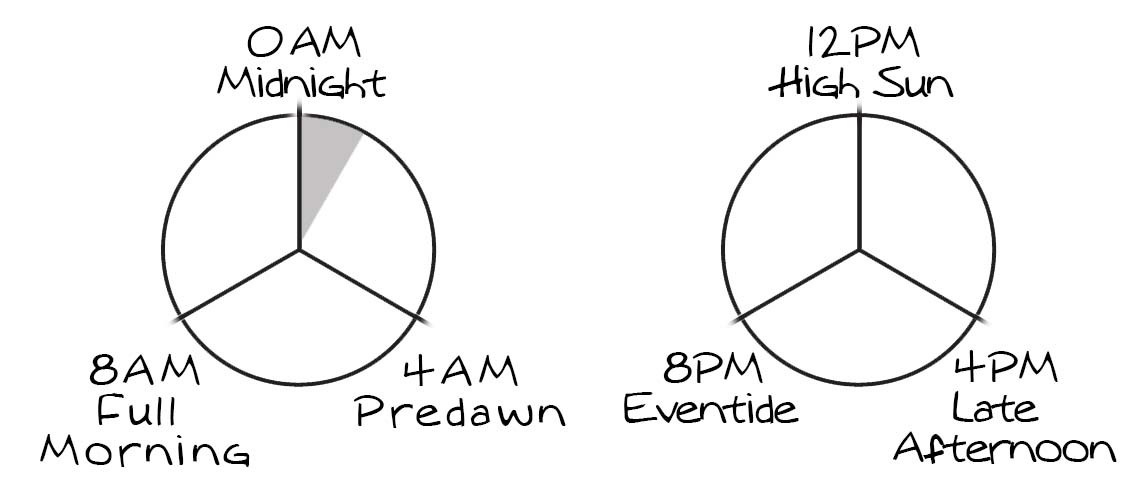 0AM
Midnight
8AM
Full
Morning
4AM
Predawn
12PM
High Sun
8PM
Eventide
4PM
Late
Afternoon